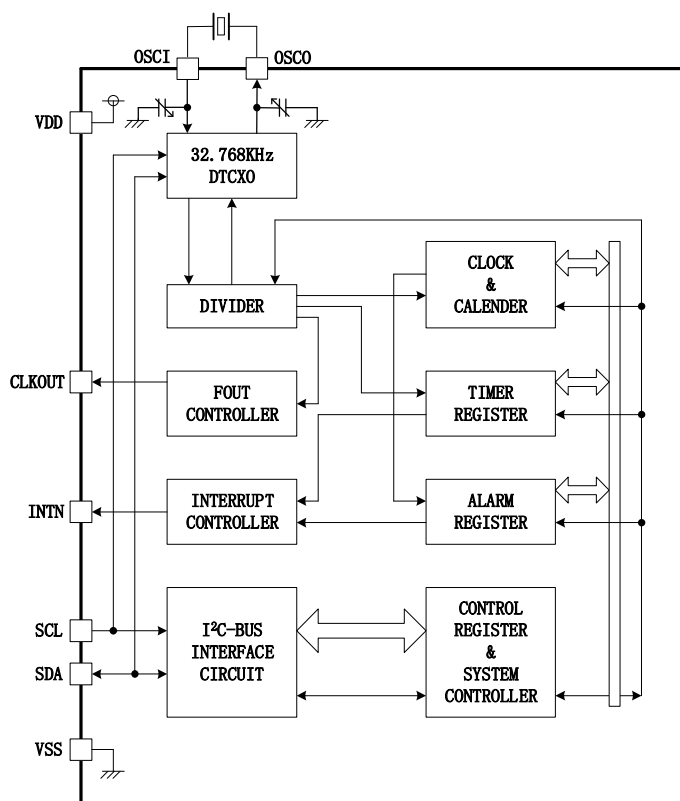 OSCI
OSCO
VDD
32.768KHz
DTCXO
CLOCK
&
CALENDER
DIVIDER
CLKOUT
FOUT
CONTROLLER
TIMER
REGISTER
INTN
INTERRUPT
CONTROLLER
ALARM
REGISTER
SCL
SDA
I²C-BUS
INTERFACE
CIRCUIT
CONTROL
REGISTER
&
SYSTEM
CONTROLLER
VSS